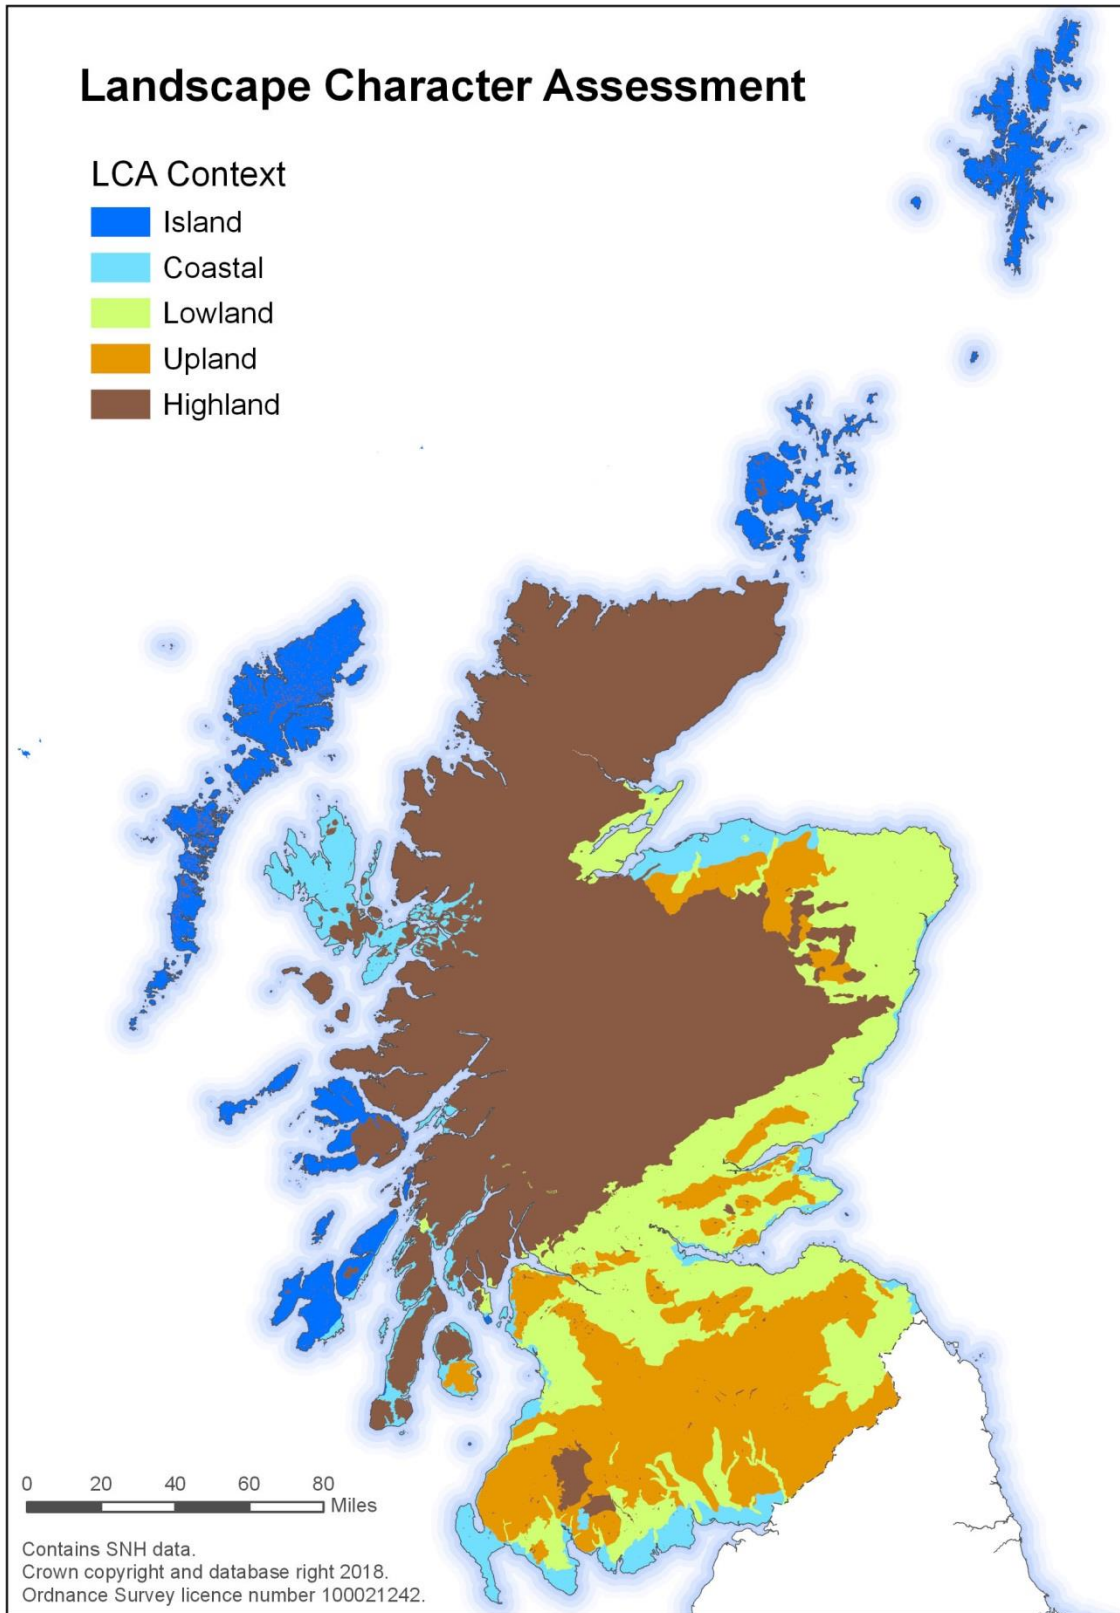 Landscape Character Assessment
LCA Context
Island
Coastal
Lowland
Upland
Highland
0 20 40 60 80
Miles
Contains SNH data.
Crown copyright and database right 2018.
Ordnance Survey licence number 100021242.